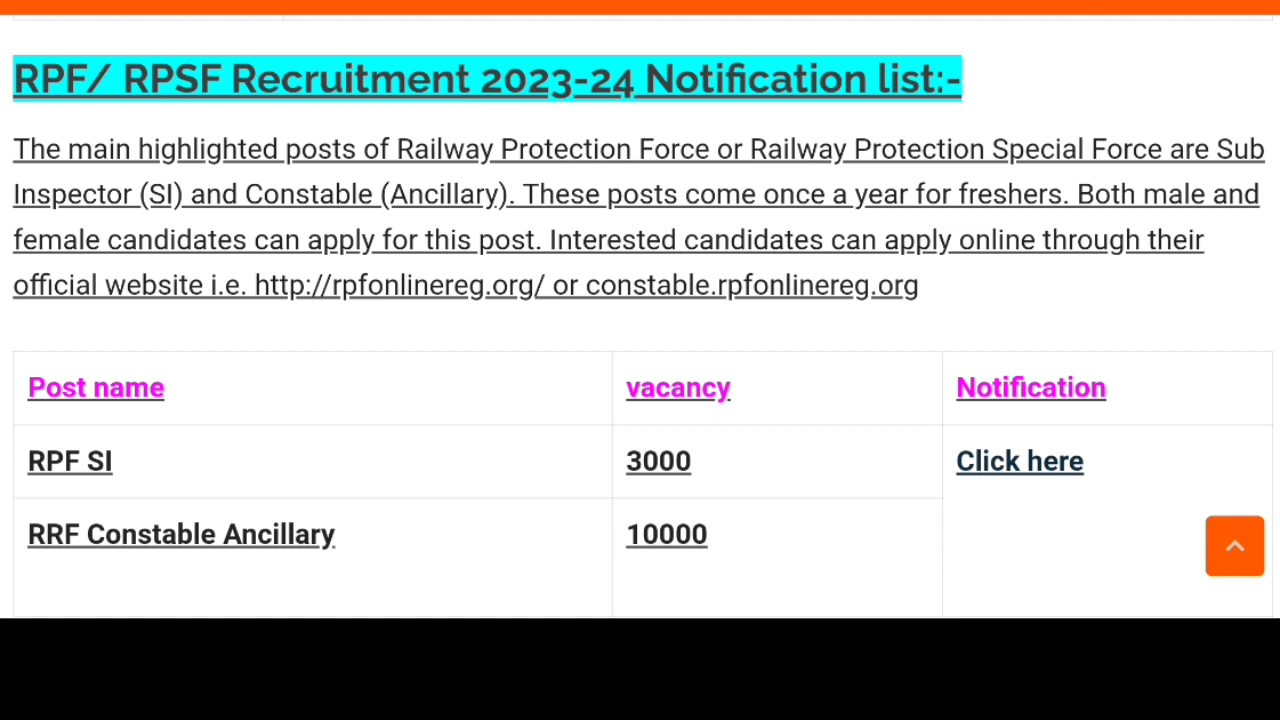 RPF/ RPSF Recruitment 2023-24 Notification list:-
The main highlighted posts of Railway Protection Force or Railway Protection Special Force are Sub
Inspector (SI) and Constable (Ancillary). These posts come once a year for freshers. Both male and
female candidates can apply for this post. Interested candidates can apply online through their
official website i.e. http://rpfonlinereg.org/ or constable.rpfonlinereg.org
Post name vacancy Notification
RPF SI 3000 Click here
RRF Constable Ancillary 10000